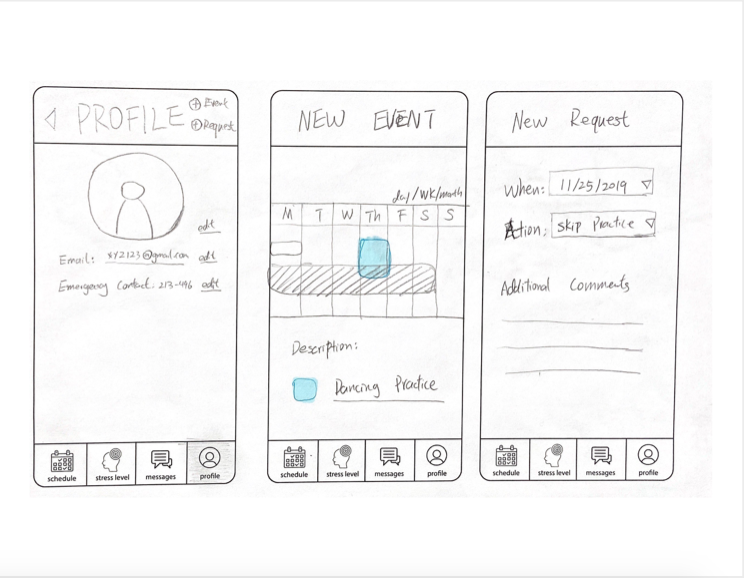 PROFILE
Event
Request
edit
Email: xyz123@gmail.com edit
Emergency Contact: 213-496 edit
schedule
stress level
messages
profile
NEW EVENT
day/wk/month
M T W Th F S S
Description:
Dancing Practice
schedule
stress level
messages
profile
New Request
When: 11/25/2019
Action: Skip Practice
Additional Comments
schedule
stress level
messages
profile